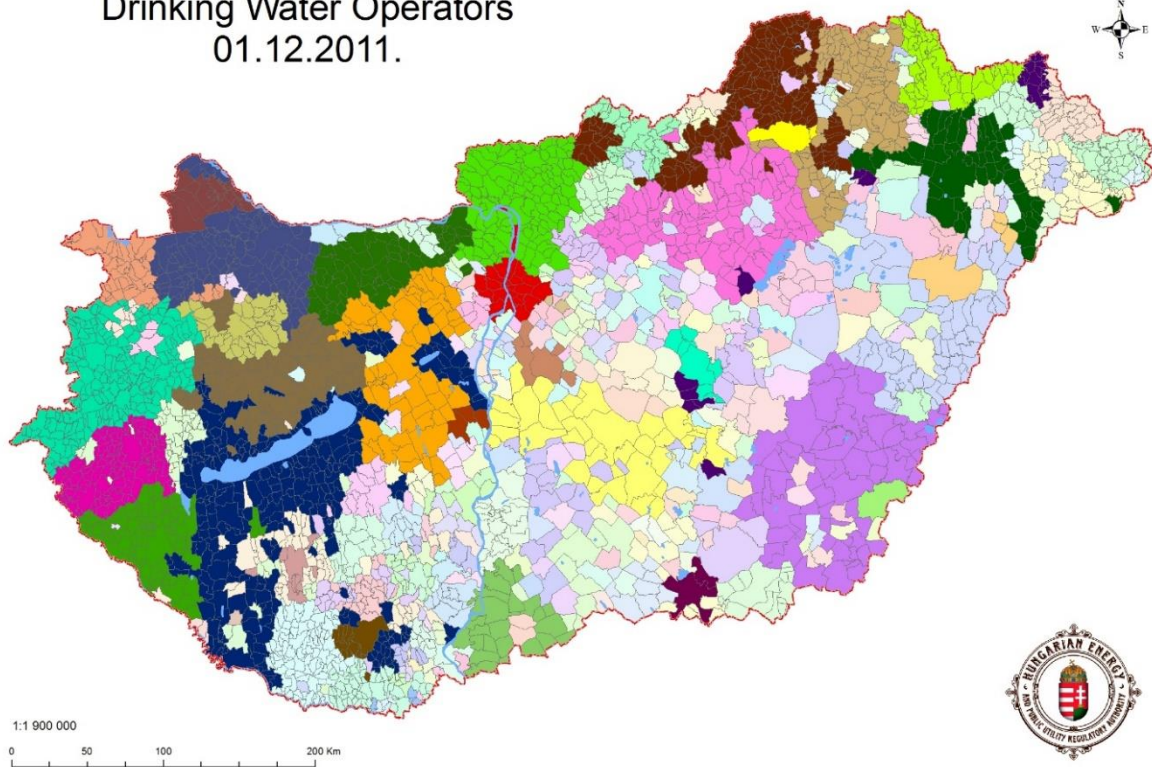 Drinking Water Operators
01.12.2011.
N
W E
S
1:1 900 000
0 50 100 200 Km
HUNGARIAN ENERGY
AND PUBLIC UTILITY REGULATORY AUTHORITY